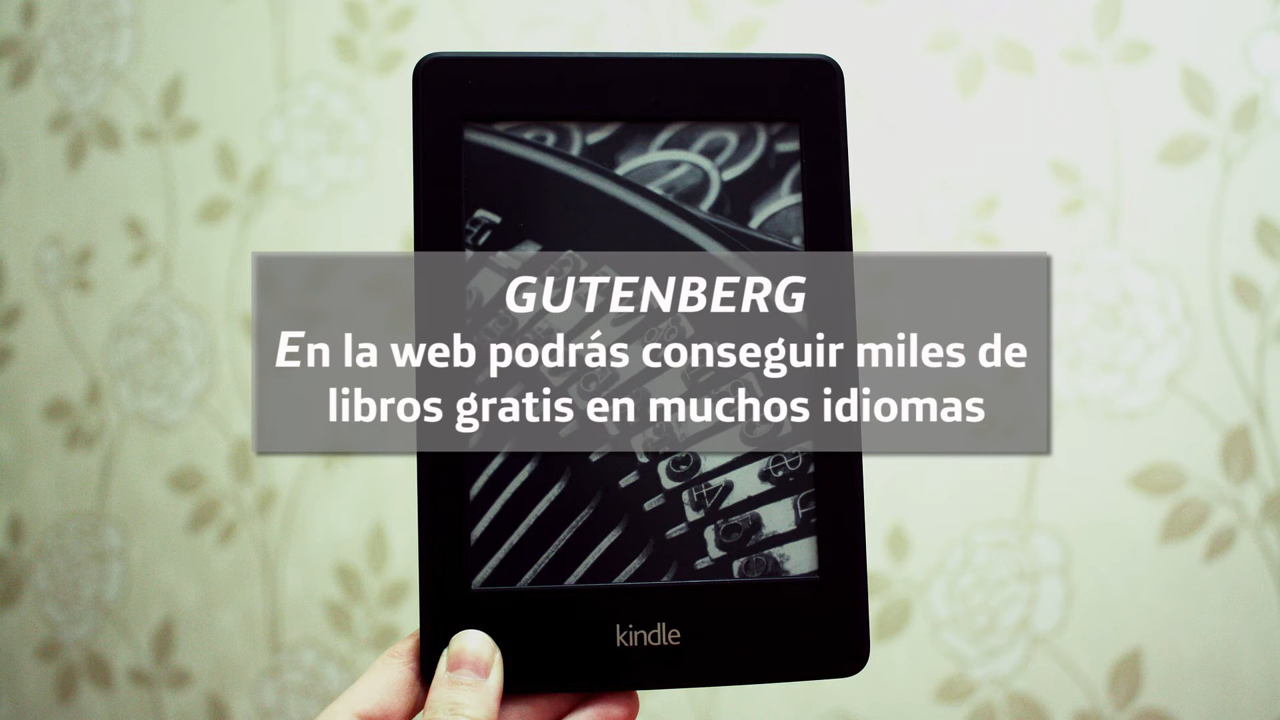 GUTENBERG
En la web podrás conseguir miles de
libros gratis en muchos idiomas
kindle